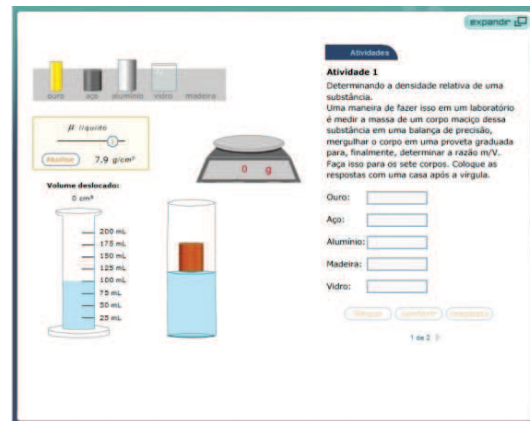 expandir
ouro aço alumínio vidro madeira
μ líquido
7,9 g/cm³
0 g
Volume deslocado:
0 cm³
200 mL
175 mL
150 mL
125 mL
100 mL
75 mL
50 mL
25 mL
Atividades
Atividade 1
Determinando a densidade relativa de uma
substância.
Uma maneira de fazer isso em um laboratório
é medir a massa de um corpo maciço dessa
substância em uma balança de precisão,
mergulhar o corpo em uma proveta graduada
para, finalmente, determinar a razão m/V.
Faça isso para os sete corpos. Coloque as
respostas com uma casa após a vírgula.
Ouro:
Aço:
Alumínio:
Madeira:
Vidro:
1 de 2